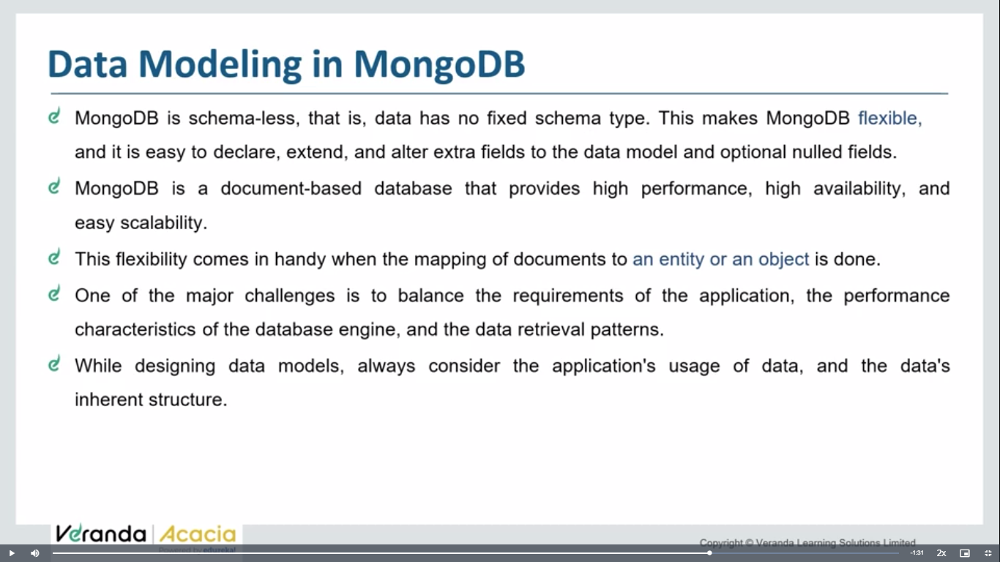 Data Modeling in MongoDB
MongoDB is schema-less, that is, data has no fixed schema type. This makes MongoDB flexible,
and it is easy to declare, extend, and alter extra fields to the data model and optional nulled fields.
MongoDB is a document-based database that provides high performance, high availability, and
easy scalability.
This flexibility comes in handy when the mapping of documents to an entity or an object is done.
One of the major challenges is to balance the requirements of the application, the performance
characteristics of the database engine, and the data retrieval patterns.
While designing data models, always consider the application's usage of data, and the data's
inherent structure.
Veranda | Acacia
Powered by edureka!
Copyright © Veranda Learning Solutions Limited
-1:31 2x